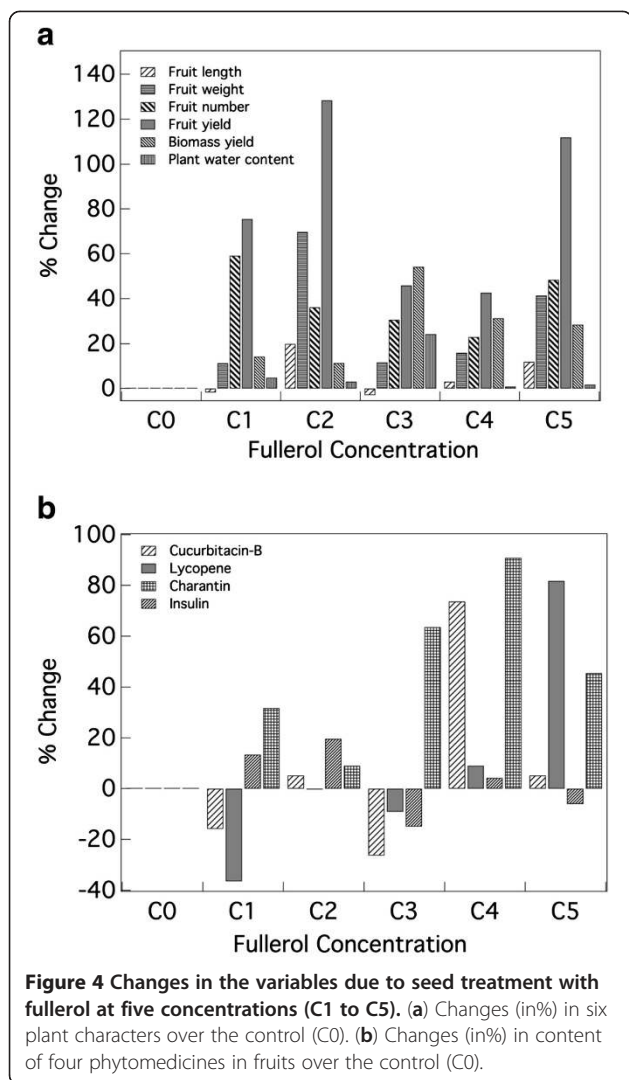 a
140
120
100
80
60
40
20
0
% Change
Fruit length
Fruit weight
Fruit number
Fruit yield
Biomass yield
Plant water content
C0 C1 C2 C3 C4 C5
Fullerol Concentration
b
100
80
60
40
20
0
-20
-40
% Change
Cucurbitacin-B
Lycopene
Charantin
Insulin
C0 C1 C2 C3 C4 C5
Fullerol Concentration
Figure 4 Changes in the variables due to seed treatment with
fullerol at five concentrations (C1 to C5). (a) Changes (in%) in six
plant characters over the control (C0). (b) Changes (in%) in content
of four phytomedicines in fruits over the control (C0).